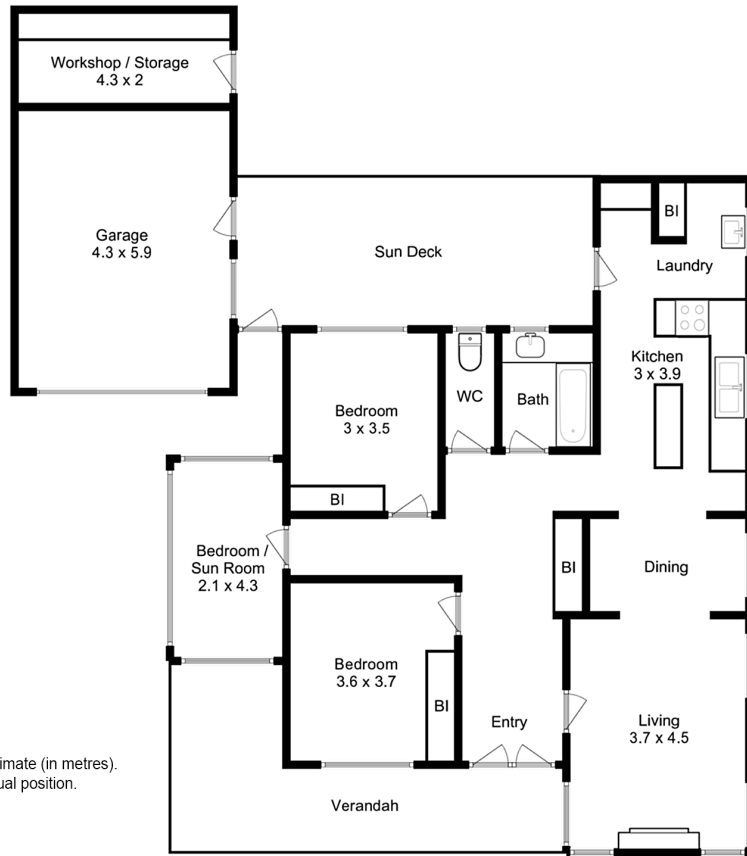 Workshop / Storage
4.3 x 2
Garage
4.3 x 5.9
Sun Deck
BI
Laundry
Kitchen
3 x 3.9
WC
Bath
Bedroom
3 x 3.5
BI
Bedroom /
Sun Room
2.1 x 4.3
BI
Dining
Bedroom
3.6 x 3.7
BI
Entry
Living
3.7 x 4.5
Verandah
(in metres).
position.